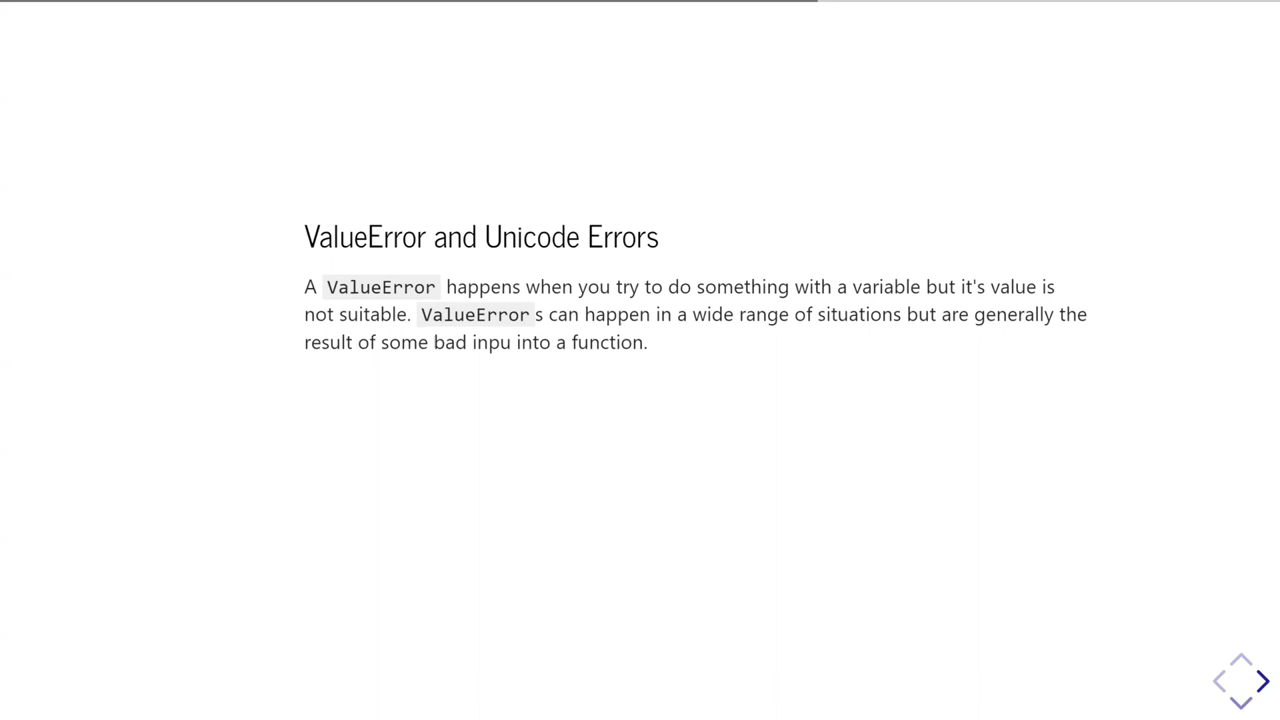 ValueError and Unicode Errors
A ValueError happens when you try to do something with a variable but it's value is
not suitable. ValueError s can happen in a wide range of situations but are generally the
result of some bad inpu into a function.